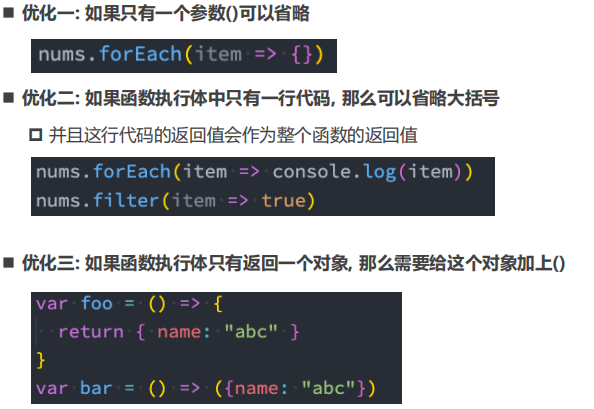 优化一: 如果只有一个参数()可以省略
nums.forEach(item => {})
优化二: 如果函数执行体中只有一行代码, 那么可以省略大括号
并且这行代码的返回值会作为整个函数的返回值
nums.forEach(item => console.log(item))
nums.filter(item => true)
优化三: 如果函数执行体只有返回一个对象, 那么需要给这个对象加上()
var foo = () => {
  return { name: "abc" }
}
var bar = () => ({name: "abc"})